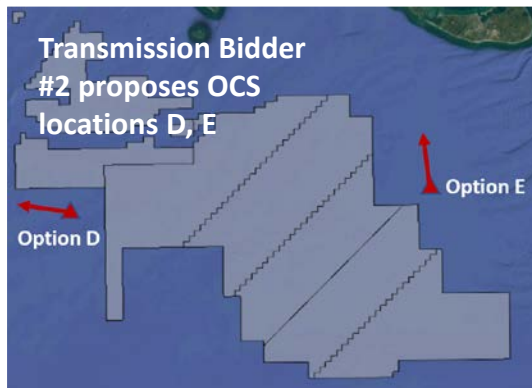 Transmission Bidder
#2 proposes OCS
locations D, E
Option E
Option D